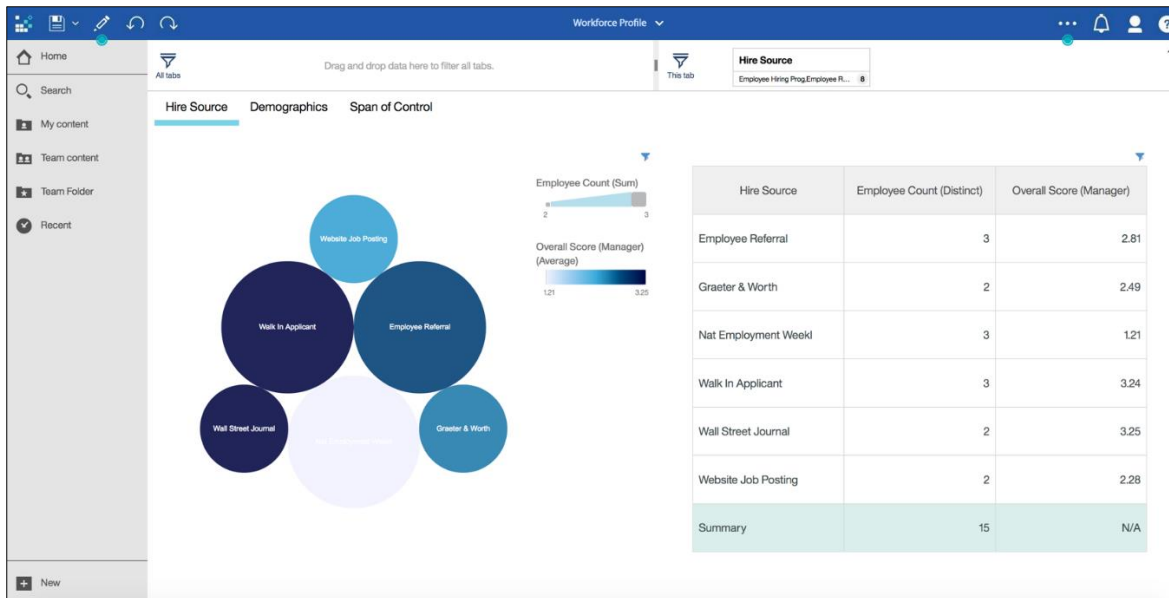 Workforce Profile
?
Home
Search
My content
Team content
Team Folder
Recent
New
All tabs
Drag and drop data here to filter all tabs.
This tab
Hire Source
Employee Hiring Prog,Employee R... 8
Hire Source Demographics Span of Control
Website Job Posting
Walk In Applicant
Employee Referral
Wall Street Journal
Graeter & Worth
Employee Count (Sum)
2 3
Overall Score (Manager)
(Average)
1.21 3.25
Hire Source Employee Count (Distinct) Overall Score (Manager)
Employee Referral 3 2.81
Graeter & Worth 2 2.49
Nat Employment Weekl 3 1.21
Walk In Applicant 3 3.24
Wall Street Journal 2 3.25
Website Job Posting 2 2.28
Summary 15 N/A